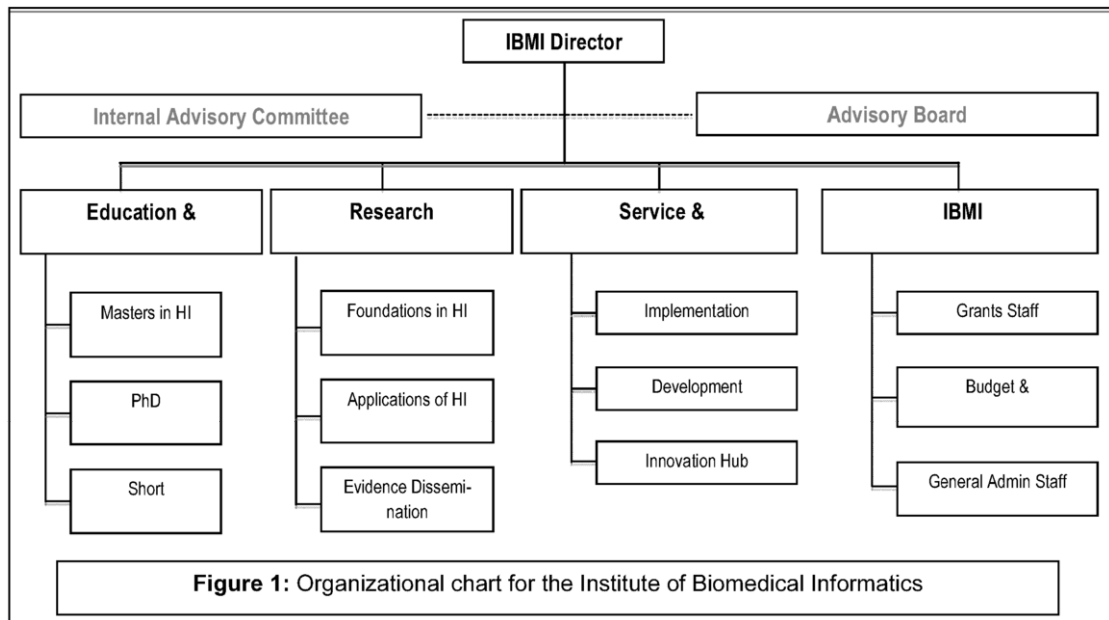 IBMI Director
Internal Advisory Committee
Advisory Board
Education &
Research
Service &
IBMI
Masters in HI
Foundations in HI
Implementation
Grants Staff
PhD
Applications of HI
Development
Budget &
Short
Evidence Dissemi-
nation
Innovation Hub
General Admin Staff
Figure 1: Organizational chart for the Institute of Biomedical Informatics